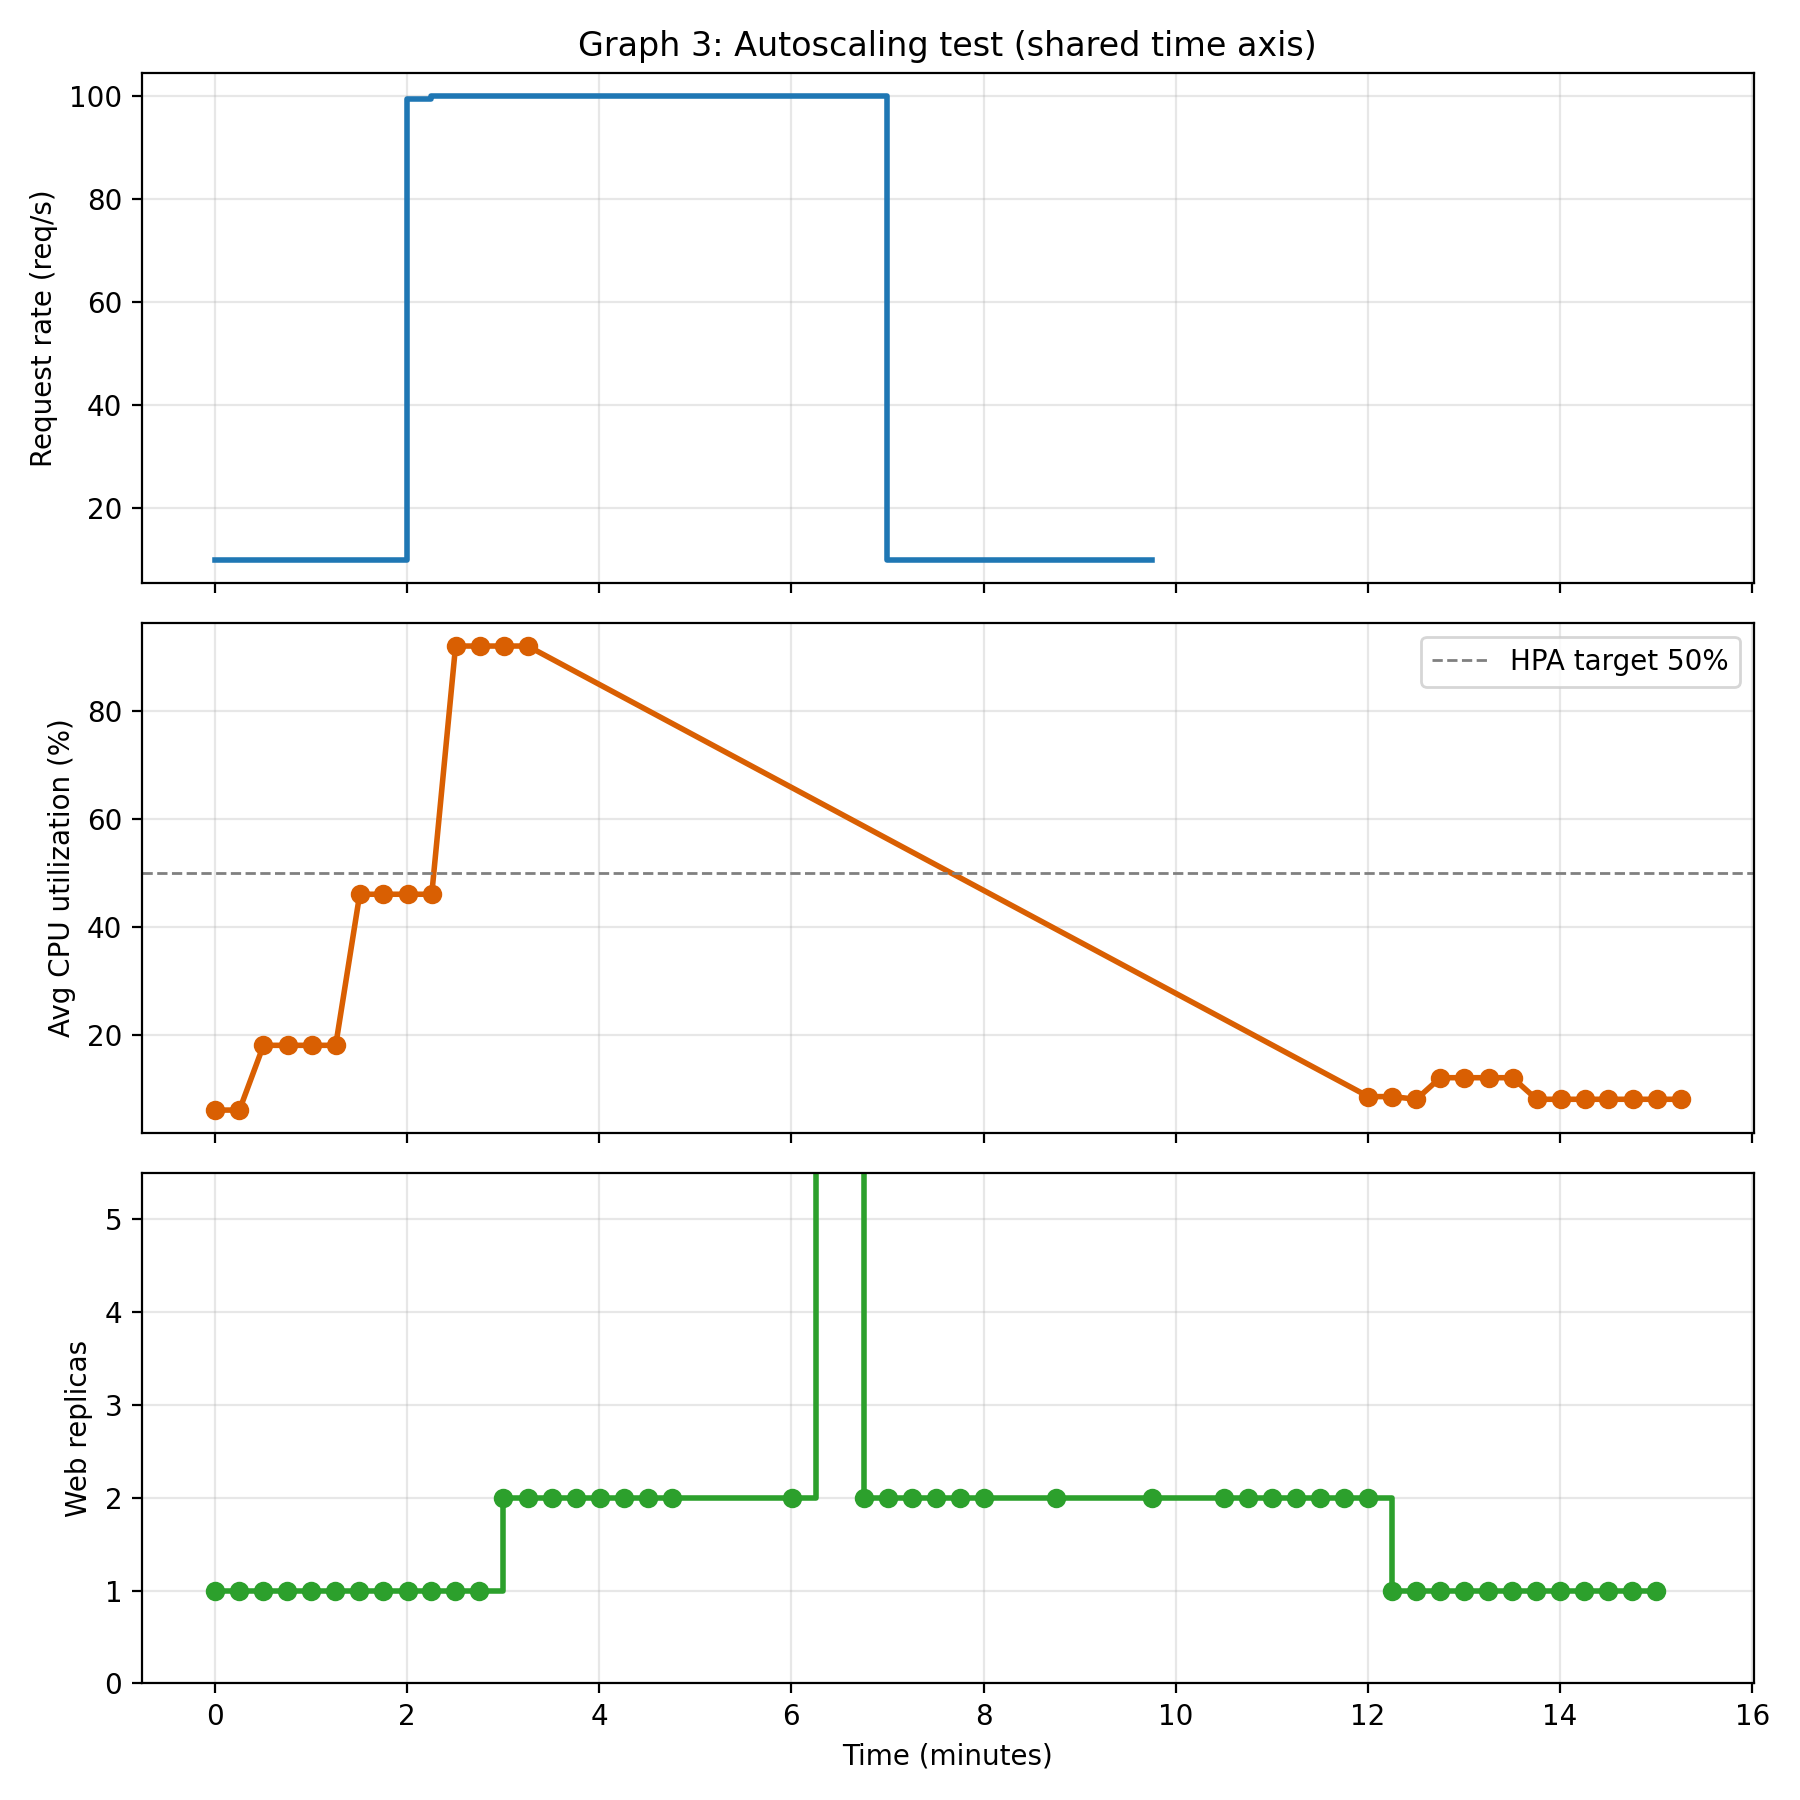 Graph 3: Autoscaling test (shared time axis)
Request rate (req/s)
100
80
60
40
20
Avg CPU utilization (%)
80
60
40
20
HPA target 50%
Web replicas
5
4
3
2
1
0
0 2 4 6 8 10 12 14 16
Time (minutes)